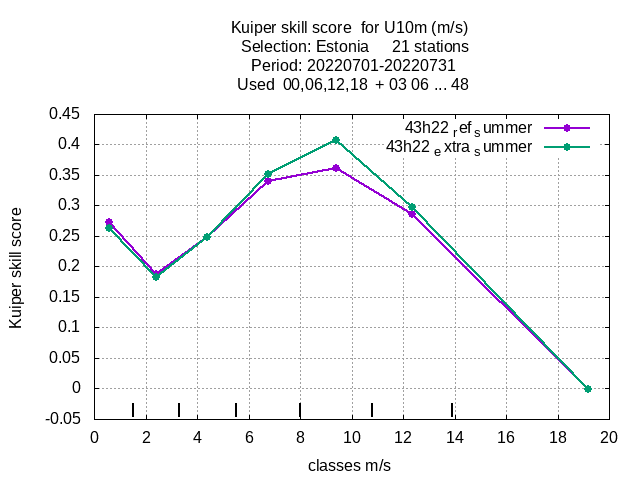 Kuiper skill score  for U10m (m/s)
Selection: Estonia     21 stations
Period: 20220701-20220731
Used  00,06,12,18  + 03 06 ... 48
0.45
0.4
0.35
0.3
0.25
0.2
0.15
0.1
0.05
0
-0.05
Kuiper skill score
43h22 ref summer
43h22 extra summer
0 2 4 6 8 10 12 14 16 18 20
classes m/s